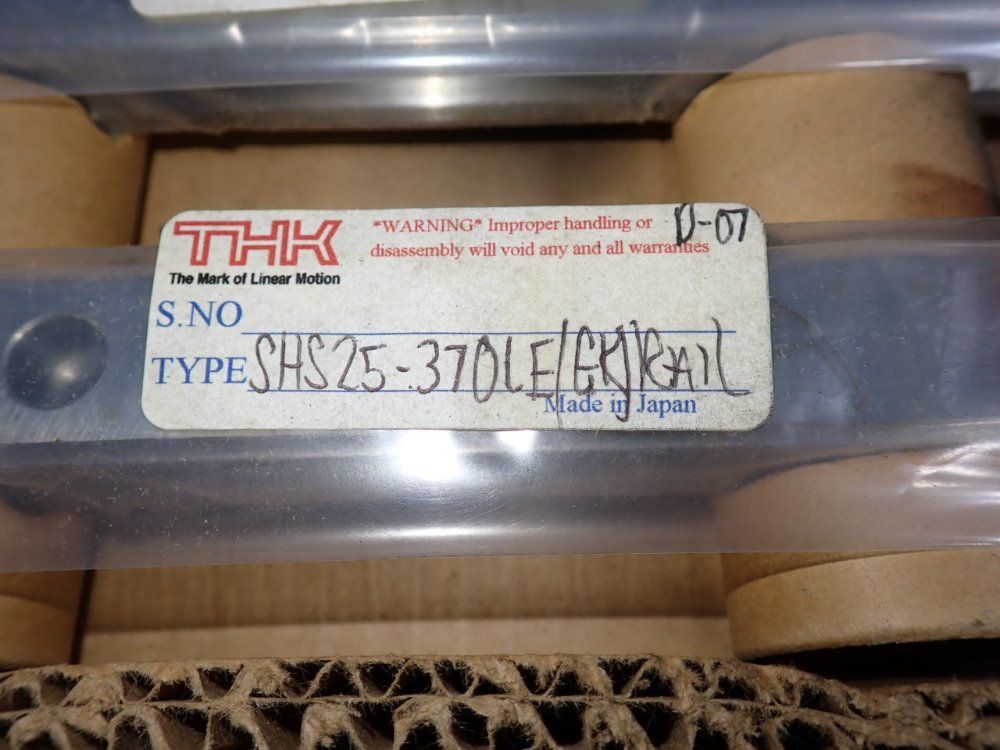 THK
The Mark of Linear Motion
*WARNING* Improper handling or
disassembly will void any and all warranties
D-07
S.NO
TYPE SHS25-370LE/(GK)RAIL
Made in Japan